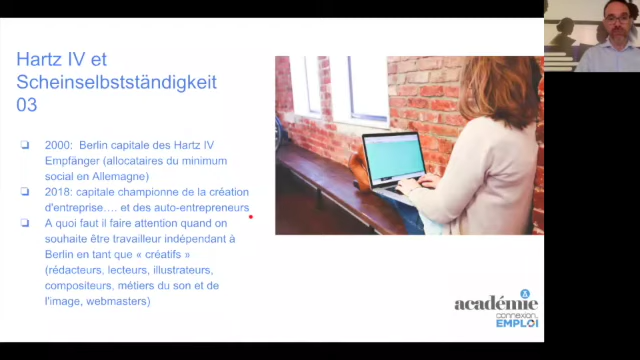 Hartz IV et
Scheinselbstständigkeit
03
2000: Berlin capitale des Hartz IV
Empfänger (allocataires du minimum
social en Allemagne)
2018: capitale championne de la création
d'entreprise.... et des auto-entrepreneurs
A quoi faut il faire attention quand on
souhaite être travailleur indépendant à
Berlin en tant que « créatifs »
(rédacteurs, lecteurs, illustrateurs,
compositeurs, métiers du son et de
l'image, webmasters)
académie
connexion
EMPLOI